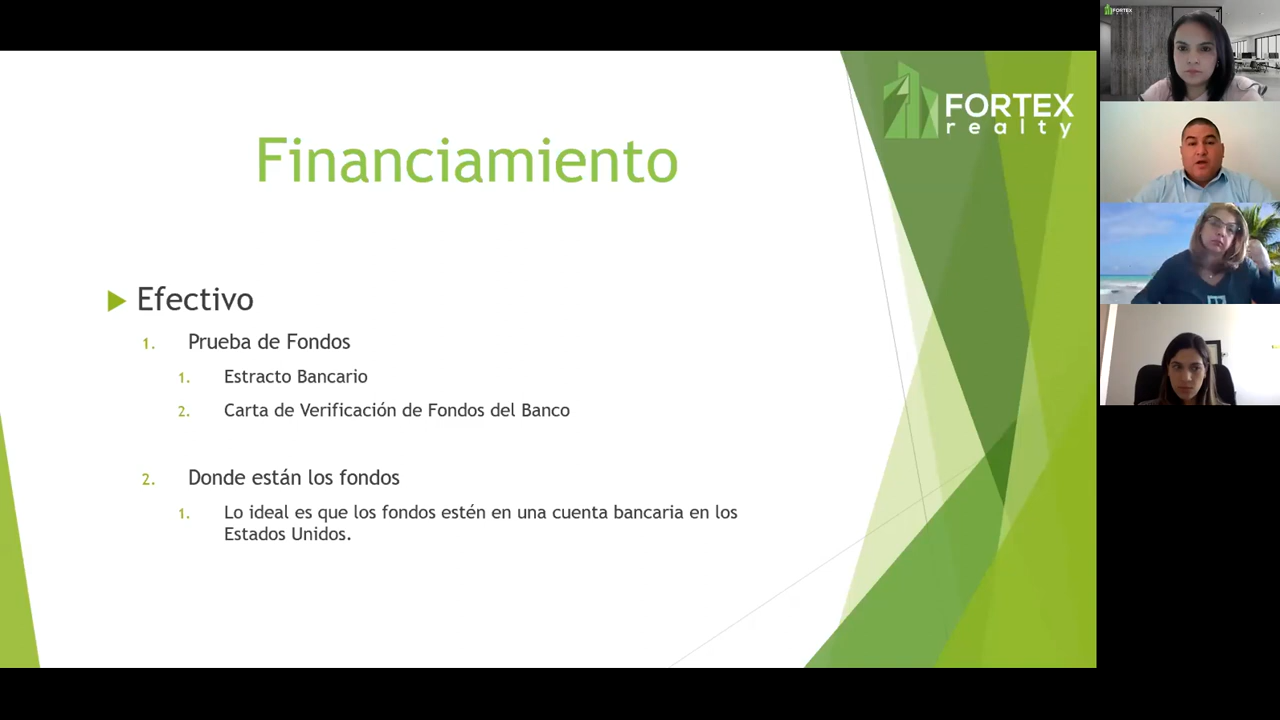 FORTEX
realty
Financiamiento
Efectivo
1. Prueba de Fondos
1. Estracto Bancario
2. Carta de Verificación de Fondos del Banco
2. Donde están los fondos
1. Lo ideal es que los fondos estén en una cuenta bancaria en los
Estados Unidos.
FORTEX